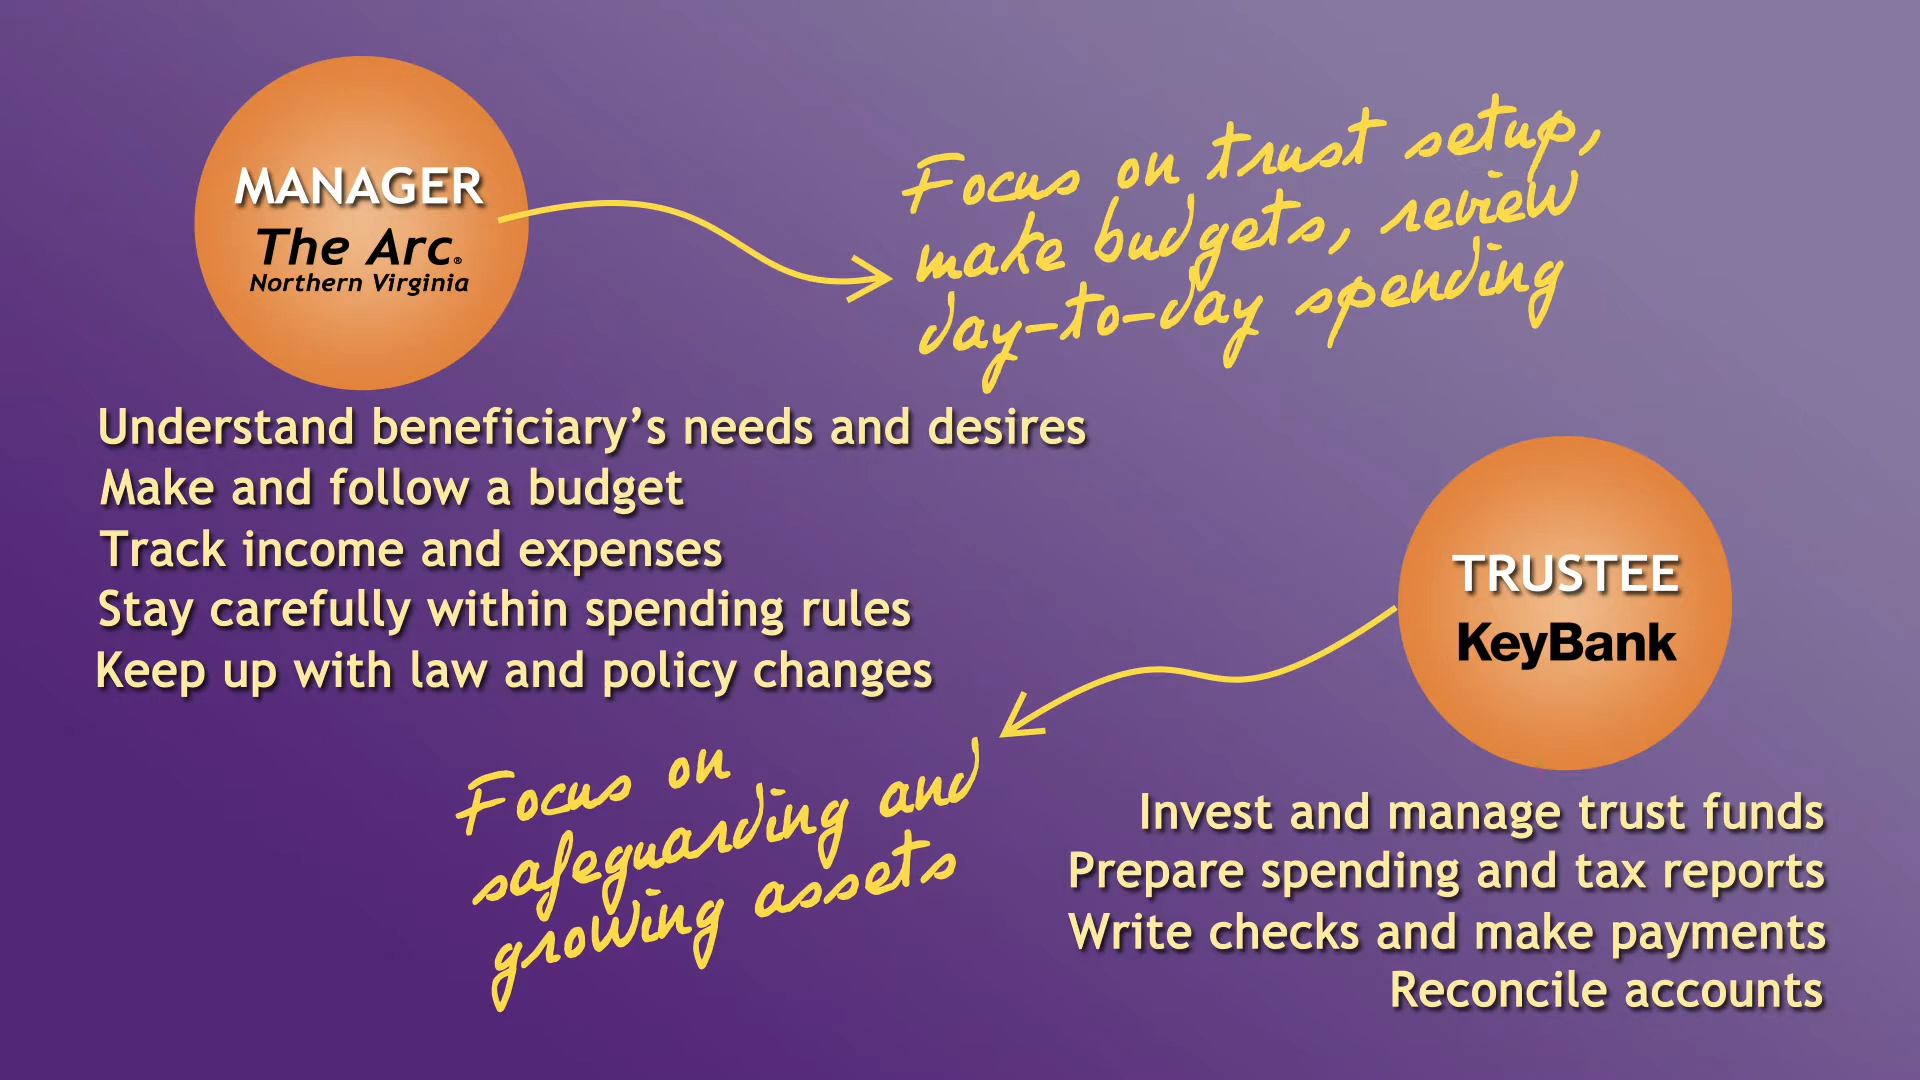 MANAGER
The Arc®
Northern Virginia
Focus on trust setup,
make budgets, review
day-to-day spending
Understand beneficiary’s needs and desires
Make and follow a budget
Track income and expenses
Stay carefully within spending rules
Keep up with law and policy changes
TRUSTEE
KeyBank
Focus on
safeguarding and
growing assets
Invest and manage trust funds
Prepare spending and tax reports
Write checks and make payments
Reconcile accounts